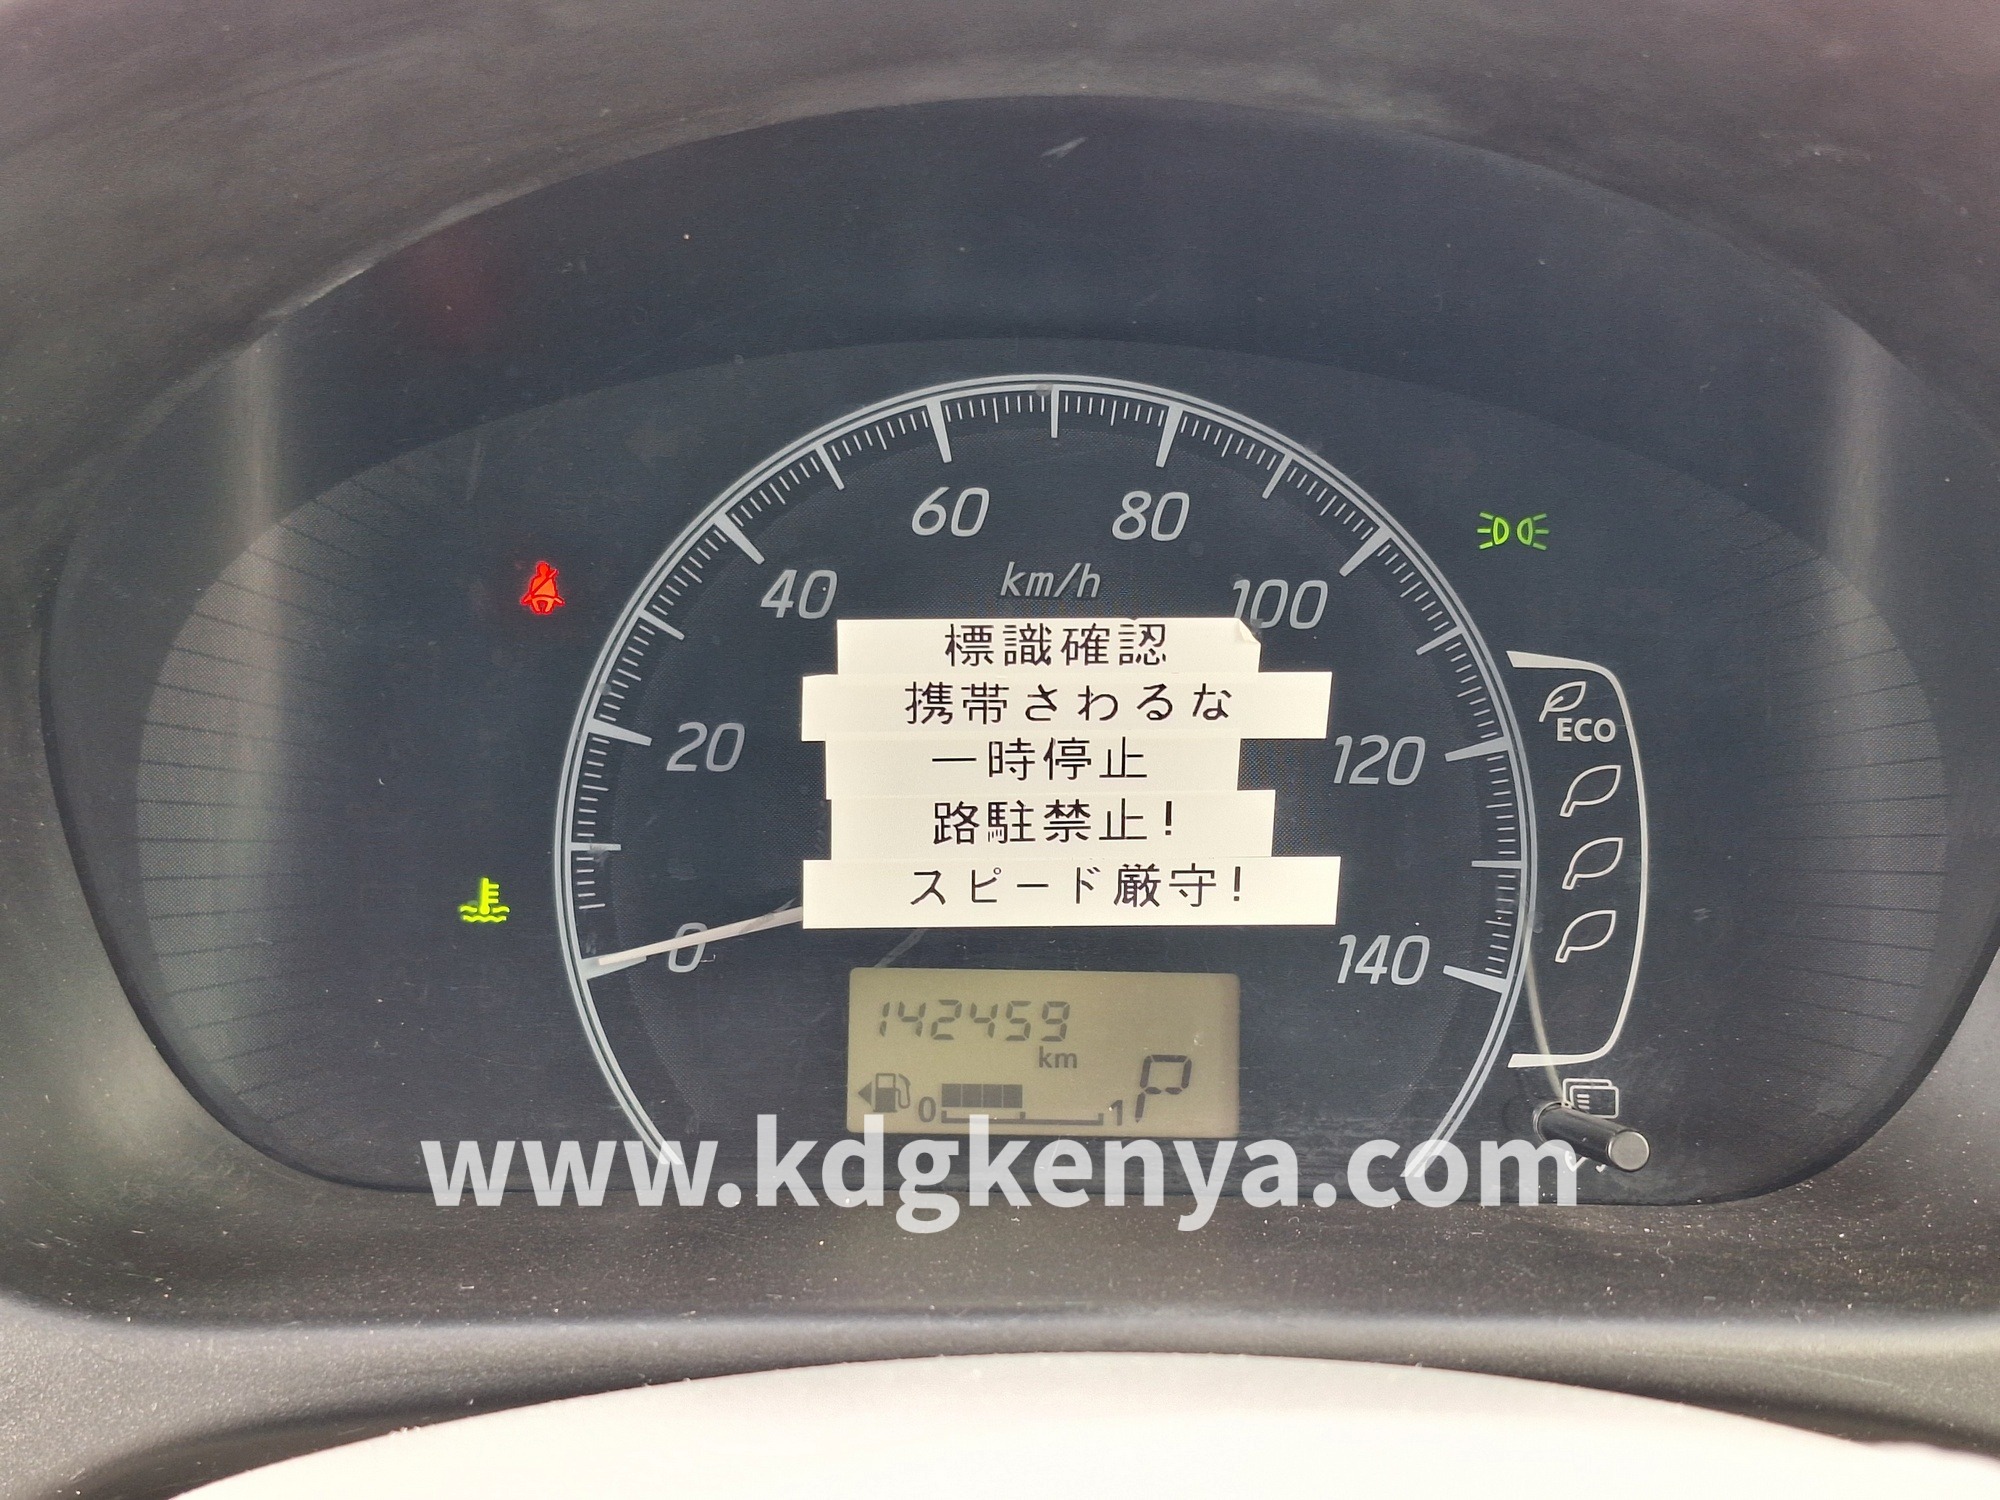 60 80
km/h
40 100
標識確認
携帯さわるな
一時停止
路駐禁止!
スピード厳守!
ECO
20 120
0 140
142459
km
0 1 P
www.kdgkenya.com